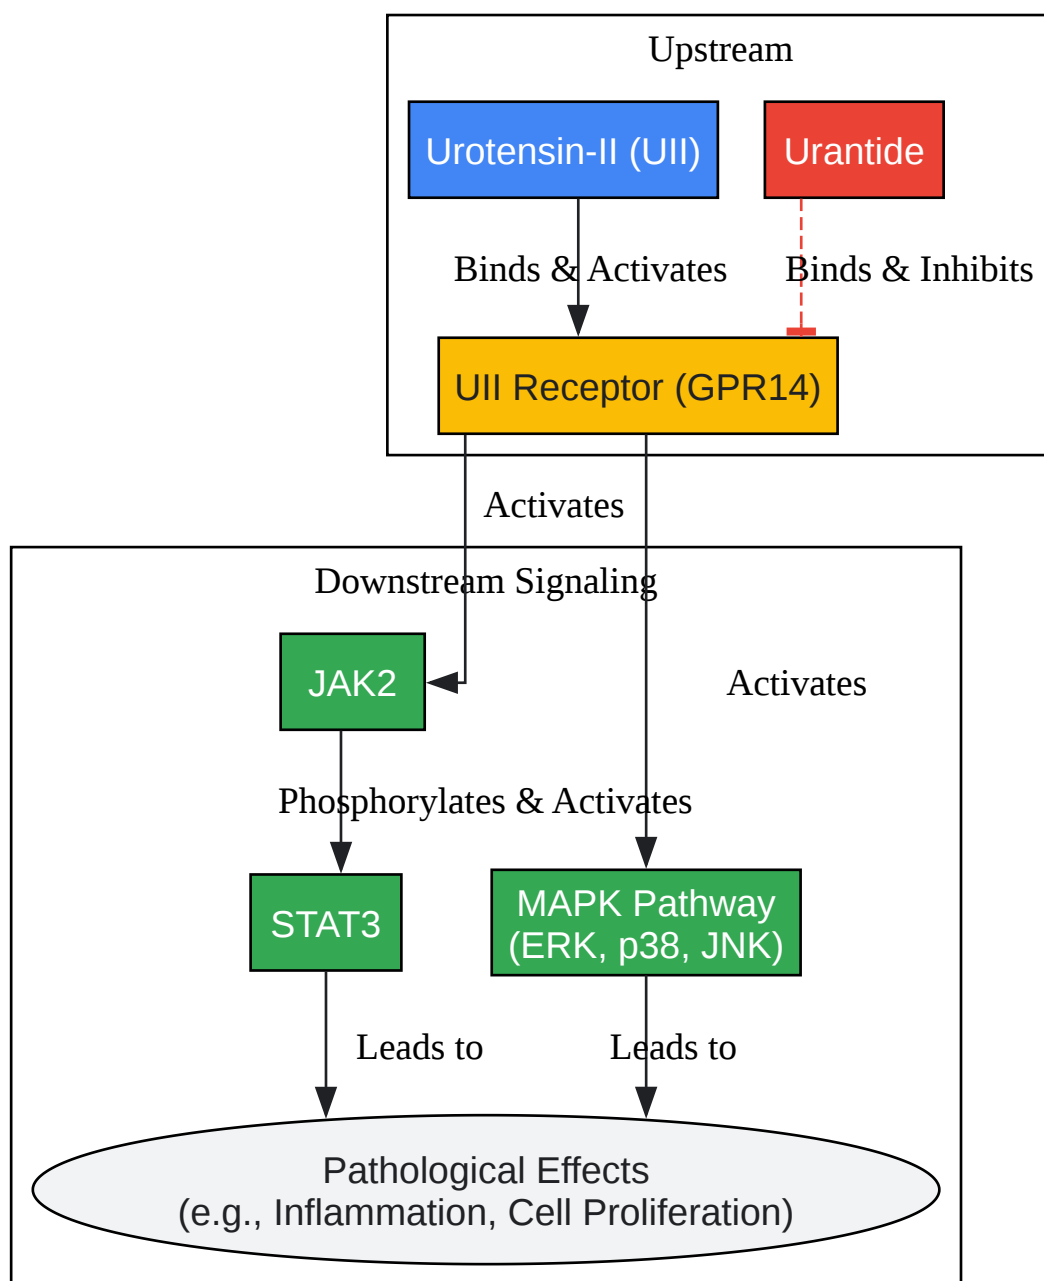 Upstream
Urotensin-II (UII)
Urantide
Binds & Activates
Binds & Inhibits
UII Receptor (GPR14)
Activates
Downstream Signaling
JAK2
Activates
Phosphorylates & Activates
STAT3
MAPK Pathway
(ERK, p38, JNK)
Leads to
Leads to
Pathological Effects
(e.g., Inflammation, Cell Proliferation)